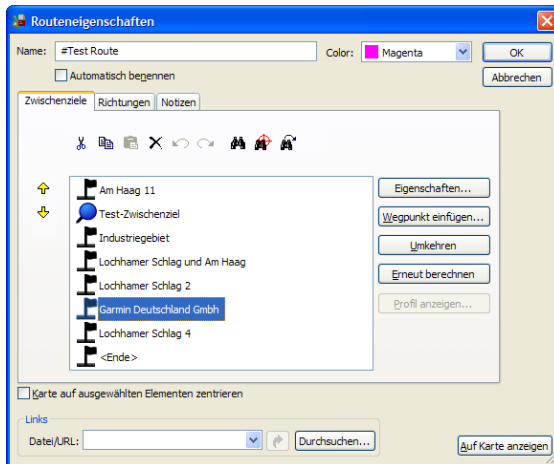 Routeneigenschaften
Name: #Test Route Color: Magenta OK
Automatisch benennen Abbrechen
Zwischenziele Richtungen Notizen
Am Haag 11 Eigenschaften...
Test-Zwischenziel Wegpunkt einfügen...
Industriegebiet Umkehren
Lochhamer Schlag und Am Haag Erneut berechnen
Lochhamer Schlag 2 Profil anzeigen...
Garmin Deutschland Gmbh
Lochhamer Schlag 4
<Ende>
Karte auf ausgewählten Elementen zentrieren
Links
Datei/URL: Durchsuchen... Auf Karte anzeigen